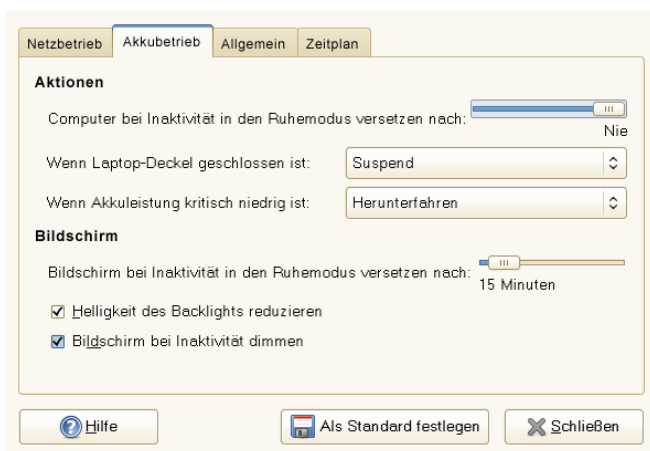 Netzbetrieb Akkubetrieb Allgemein Zeitplan
Aktionen
Computer bei Inaktivität in den Ruhemodus versetzen nach:
Nie
Wenn Laptop-Deckel geschlossen ist: Suspend
Wenn Akkuleistung kritisch niedrig ist: Herunterfahren
Bildschirm
Bildschirm bei Inaktivität in den Ruhemodus versetzen nach:
15 Minuten
Helligkeit des Backlights reduzieren
Bildschirm bei Inaktivität dimmen
Hilfe Als Standard festlegen Schließen